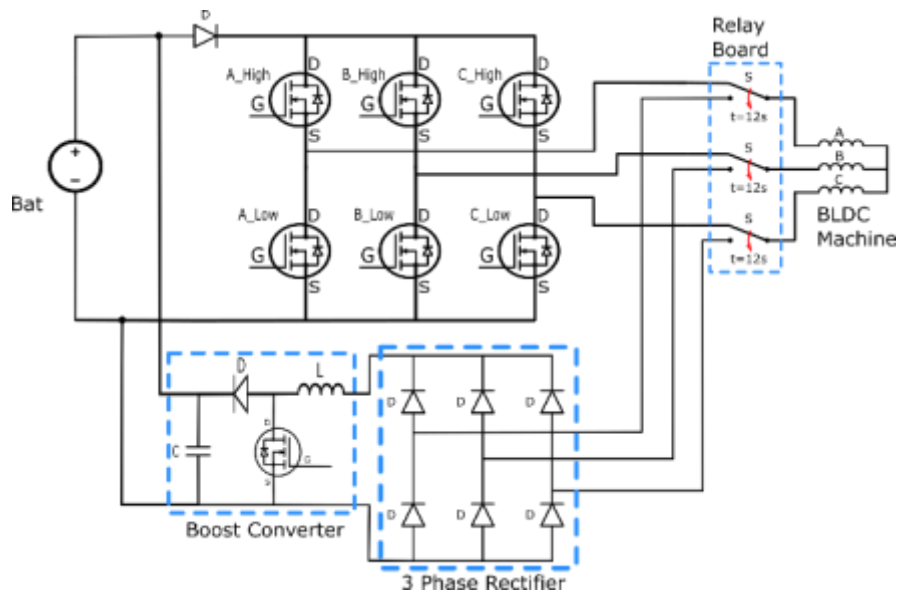 D
Relay
Board
A_High
D
B_High
D
C_High
D
G
G
G
S
S
S
S
t=12s
+
-
Bat
A
S
B
t=12s
C
A_Low
D
B_Low
D
C_Low
D
S
BLDC
Machine
G
G
G
t=12s
S
S
S
D
L
D
D
D
D
C
G
S
D
D
D
Boost Converter
3 Phase Rectifier